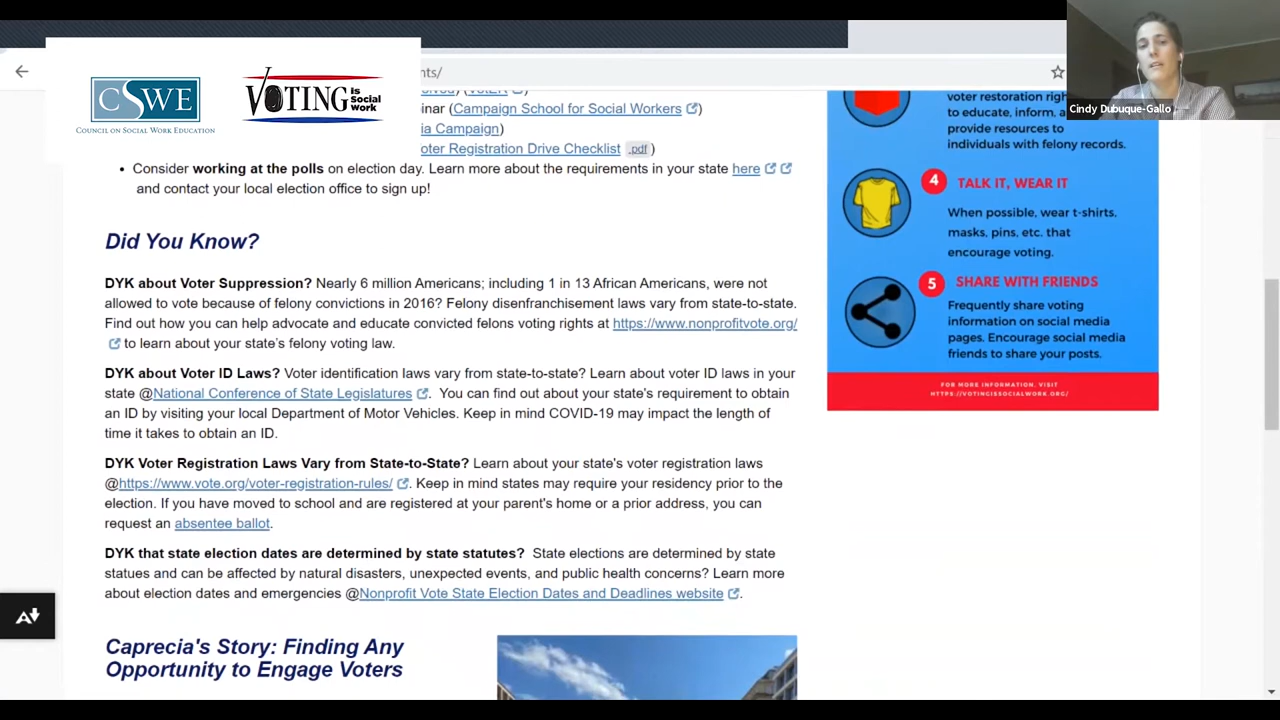 CSWE
COUNCIL ON SOCIAL WORK EDUCATION
VOTING is Social Work
nts/
Cindy Dubuque-Gallo
(VotER)
inar (Campaign School for Social Workers)
ia Campaign)
oter Registration Drive Checklist .pdf )
• Consider working at the polls on election day. Learn more about the requirements in your state here
and contact your local election office to sign up!
Did You Know?
DYK about Voter Suppression? Nearly 6 million Americans; including 1 in 13 African Americans, were not
allowed to vote because of felony convictions in 2016? Felony disenfranchisement laws vary from state-to-state.
Find out how you can help advocate and educate convicted felons voting rights at https://www.nonprofitvote.org/
to learn about your state's felony voting law.
DYK about Voter ID Laws? Voter identification laws vary from state-to-state? Learn about voter ID laws in your
state @National Conference of State Legislatures. You can find out about your state's requirement to obtain
an ID by visiting your local Department of Motor Vehicles. Keep in mind COVID-19 may impact the length of
time it takes to obtain an ID.
DYK Voter Registration Laws Vary from State-to-State? Learn about your state's voter registration laws
@https://www.vote.org/voter-registration-rules/. Keep in mind states may require your residency prior to the
election. If you have moved to school and are registered at your parent's home or a prior address, you can
request an absentee ballot.
DYK that state election dates are determined by state statutes? State elections are determined by state
statues and can be affected by natural disasters, unexpected events, and public health concerns? Learn more
about election dates and emergencies @Nonprofit Vote State Election Dates and Deadlines website.
Caprecia's Story: Finding Any
Opportunity to Engage Voters
voter restoration righ
to educate, inform, a
provide resources to
individuals with felony records.
4 TALK IT, WEAR IT
When possible, wear t-shirts,
masks, pins, etc. that
encourage voting.
5 SHARE WITH FRIENDS
Frequently share voting
information on social media
pages. Encourage social media
friends to share your posts.
FOR MORE INFORMATION, VISIT
HTTPS://VOTINGISSOCIALWORK.ORG/